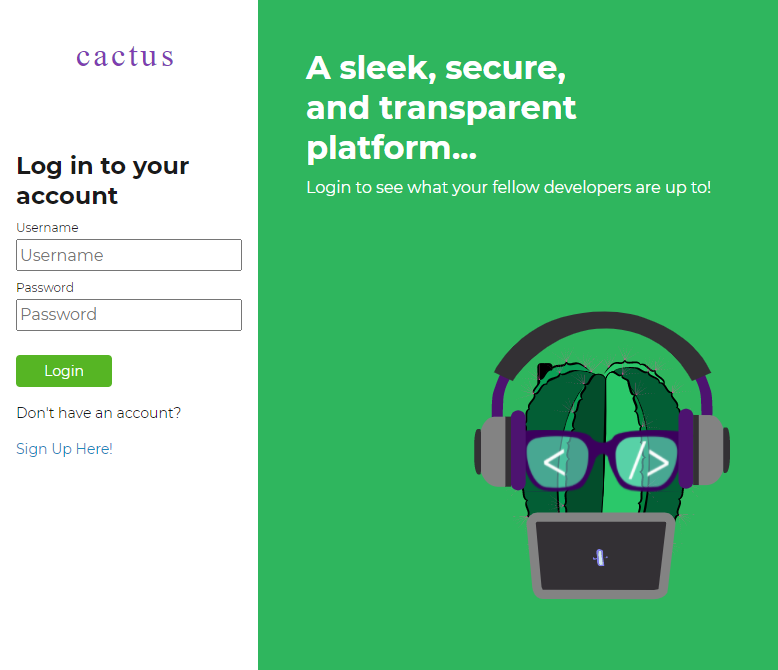 cactus
Log in to your
account
Username
Username
Password
Password
Login
Don't have an account?
Sign Up Here!
A sleek, secure,
and transparent
platform...
Login to see what your fellow developers are up to!
< />